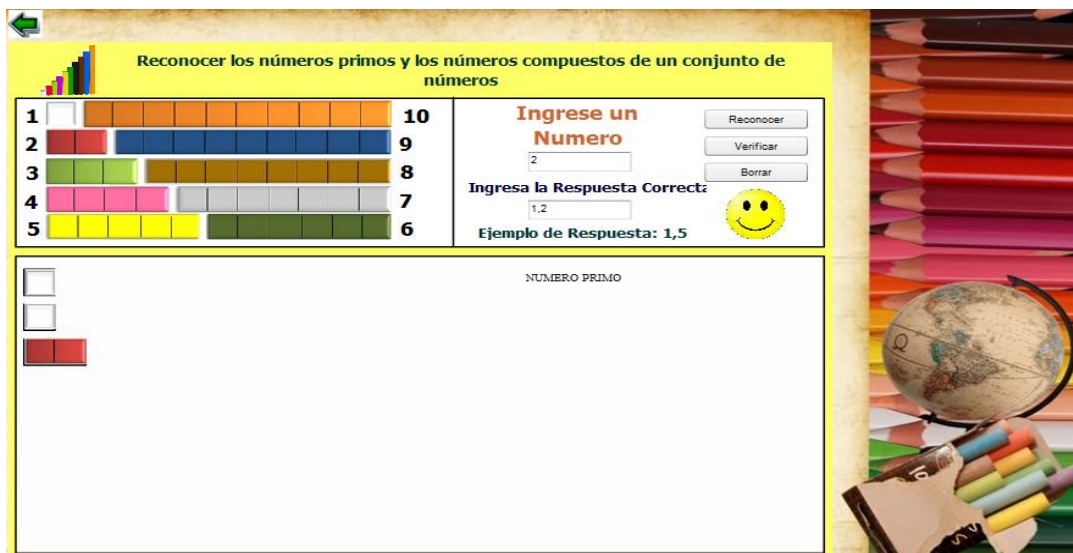 Reconocer los números primos y los números compuestos de un conjunto de
números
1 10
2 9
3 8
4 7
5 6
Ingrese un
Numero
2
Ingresa la Respuesta Correcta
1,2
Ejemplo de Respuesta: 1,5
Reconocer
Verificar
Borrar
NUMERO PRIMO